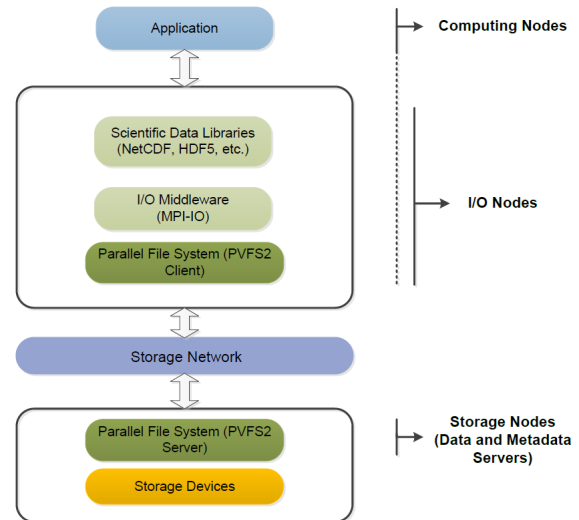 Application
Computing Nodes
Scientific Data Libraries
(NetCDF, HDF5, etc.)
I/O Middleware
(MPI-IO)
I/O Nodes
Parallel File System (PVFS2
Client)
Storage Network
Parallel File System (PVFS2
Server)
Storage Devices
Storage Nodes
(Data and Metadata
Servers)